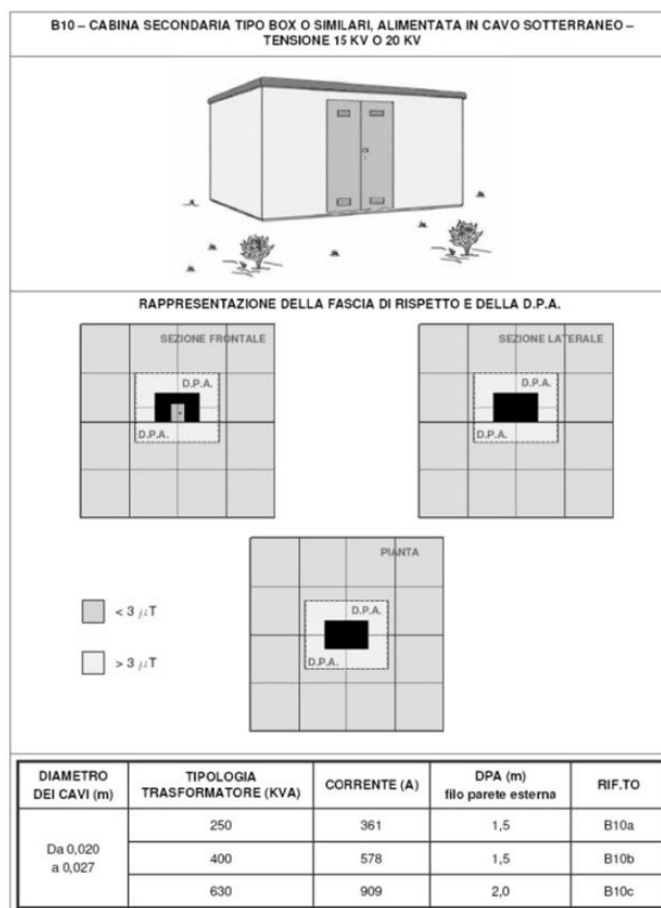 B10 – CABINA SECONDARIA TIPO BOX O SIMILARI, ALIMENTATA IN CAVO SOTTERRANEO –
TENSIONE 15 KV O 20 KV
RAPPRESENTAZIONE DELLA FASCIA DI RISPETTO E DELLA D.P.A.
SEZIONE FRONTALE
D.P.A.
D.P.A.
SEZIONE LATERALE
D.P.A.
D.P.A.
PIANTA
D.P.A.
D.P.A.
< 3 µT
> 3 µT
DIAMETRO DEI CAVI (m) TIPOLOGIA TRASFORMATORE (KVA) CORRENTE (A) DPA (m) filo parete esterna RIF.TO
Da 0,020 a 0,027 250 361 1,5 B10a
400 578 1,5 B10b
630 909 2,0 B10c